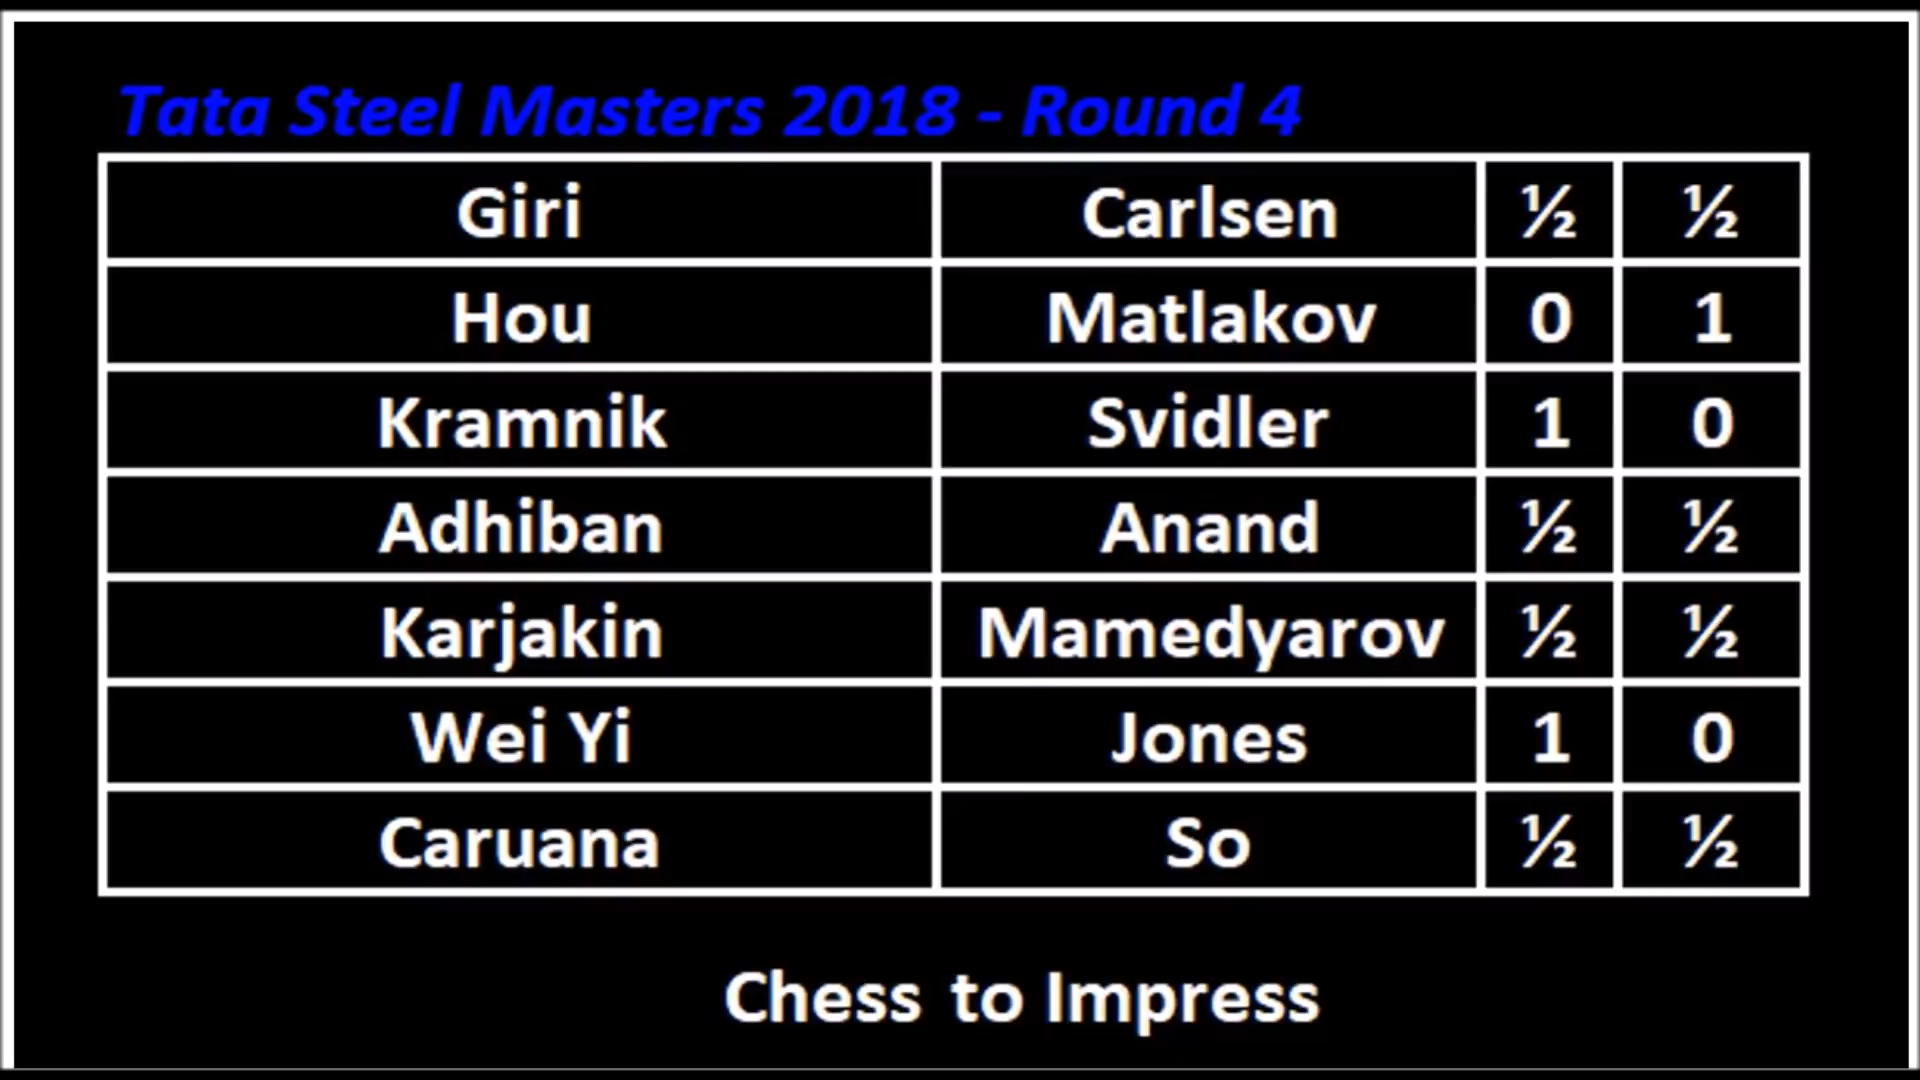 Tata Steel Masters 2018 - Round 4
Giri Carlsen ½ ½
Hou Matlakov 0 1
Kramnik Svidler 1 0
Adhiban Anand ½ ½
Karjakin Mamedyarov ½ ½
Wei Yi Jones 1 0
Caruana So ½ ½
Chess to Impress